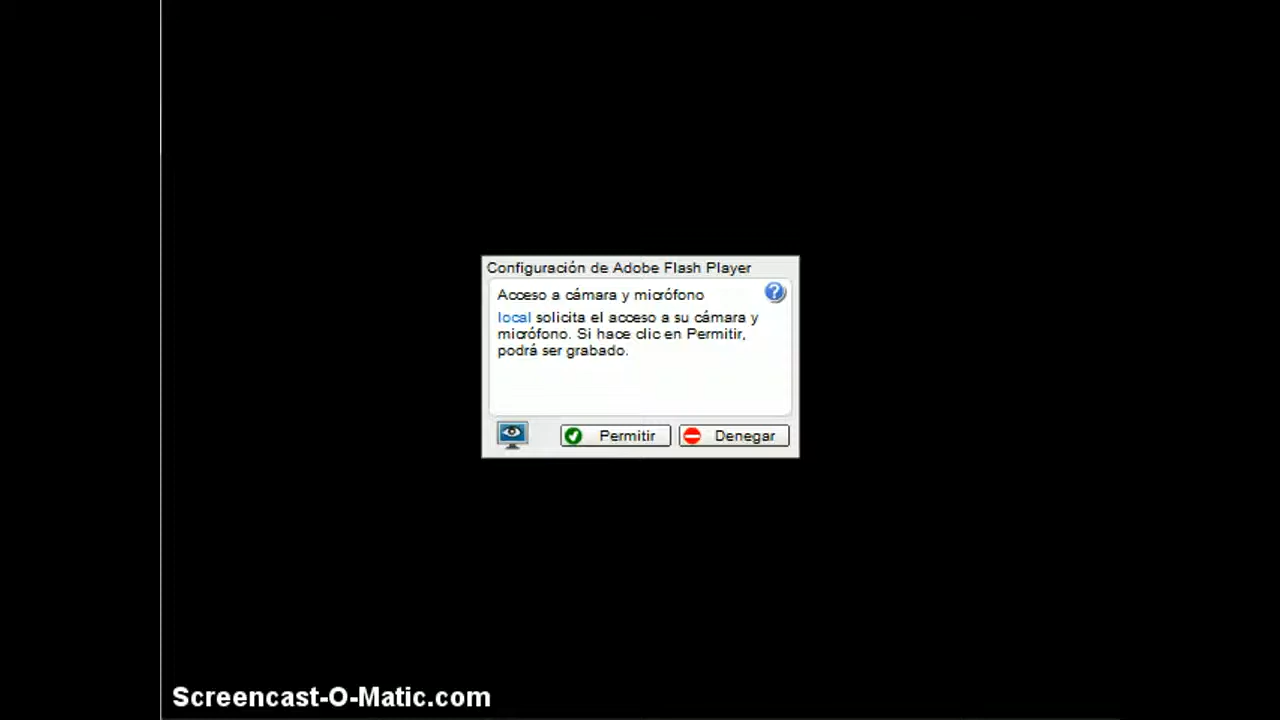 Configuración de Adobe Flash Player
Acceso a cámara y micrófono
local solicita el acceso a su cámara y
micrófono. Si hace clic en Permitir,
podrá ser grabado.
Permitir
Denegar
Screencast-O-Matic.com